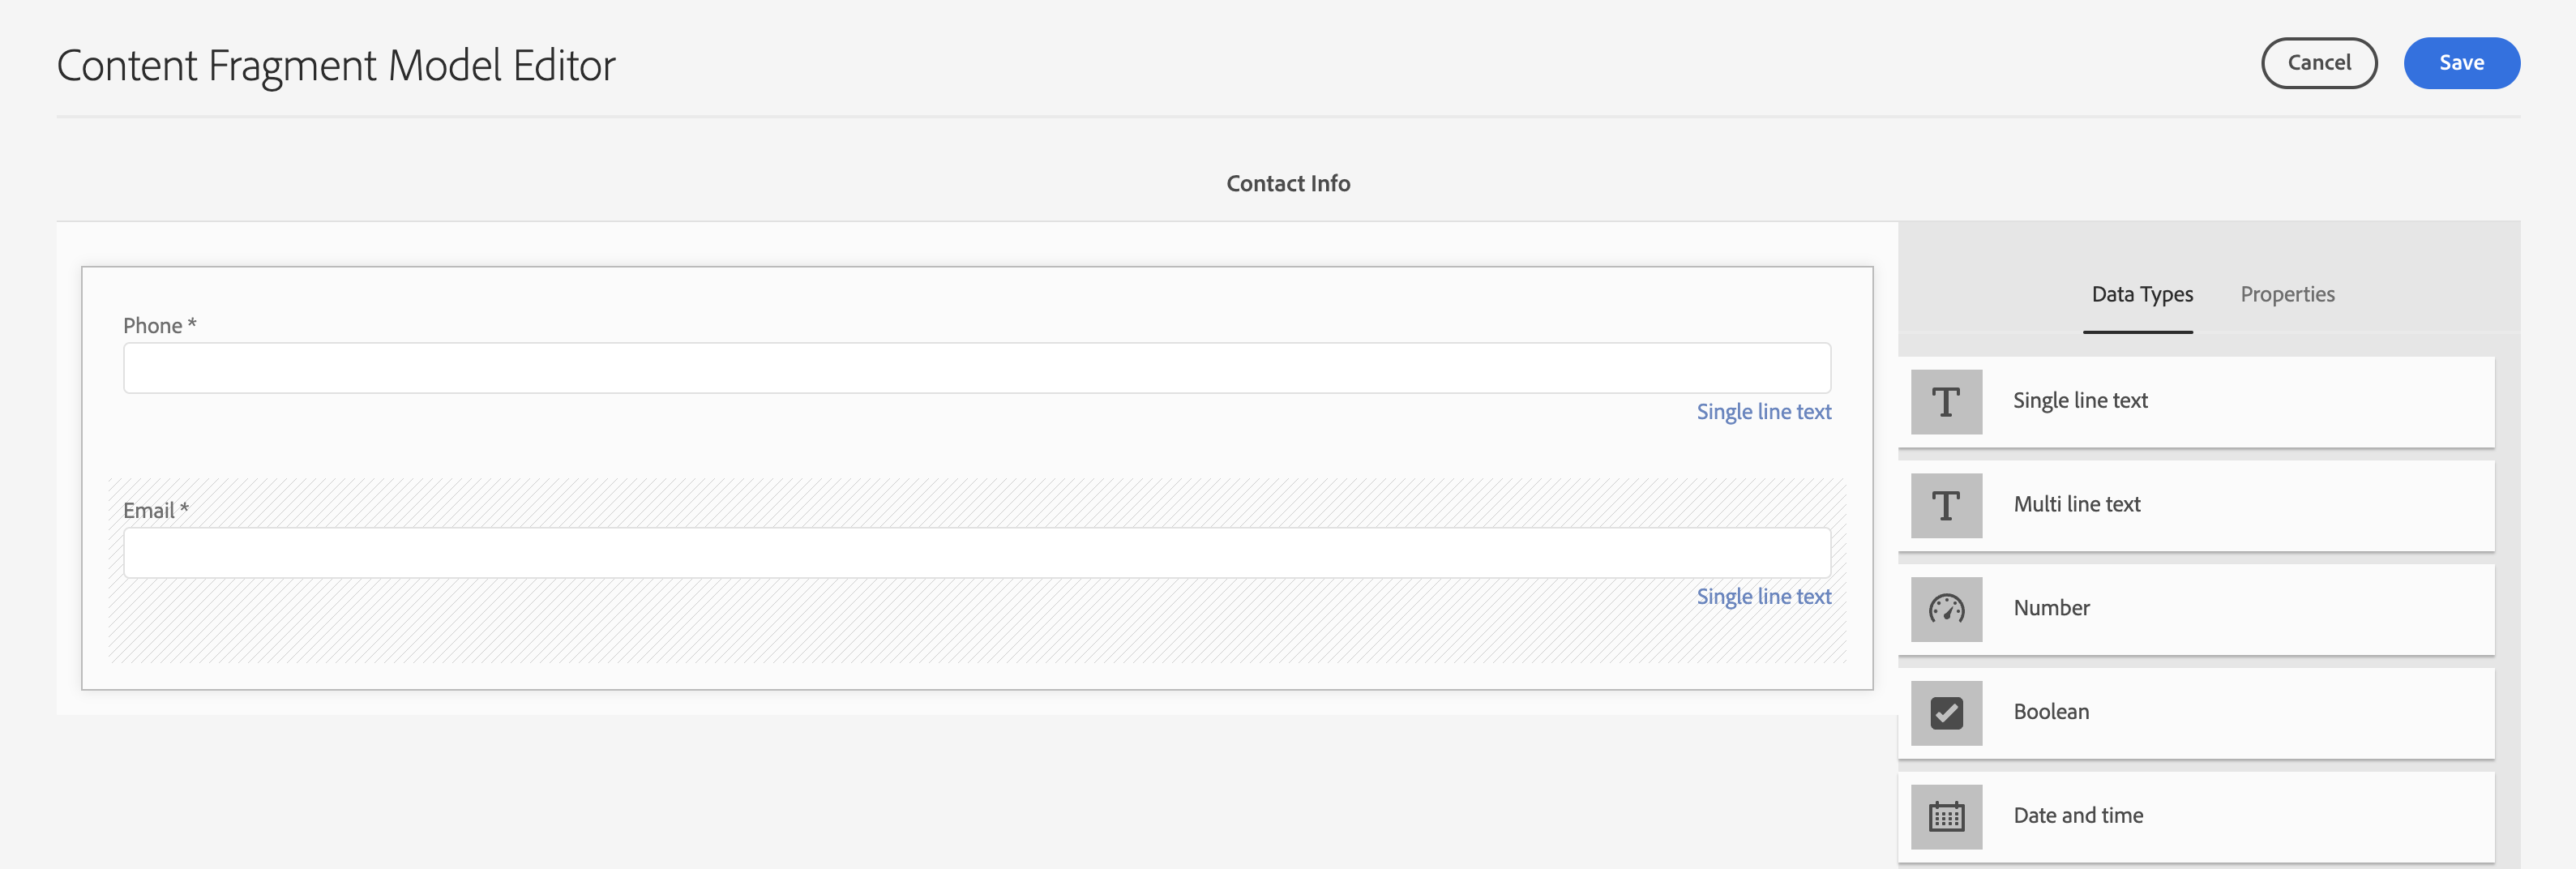 Content Fragment Model Editor
Cancel
Save
Contact Info
Phone *
Single line text
Email *
Single line text
Data Types
Properties
Single line text
Multi line text
Number
Boolean
Date and time